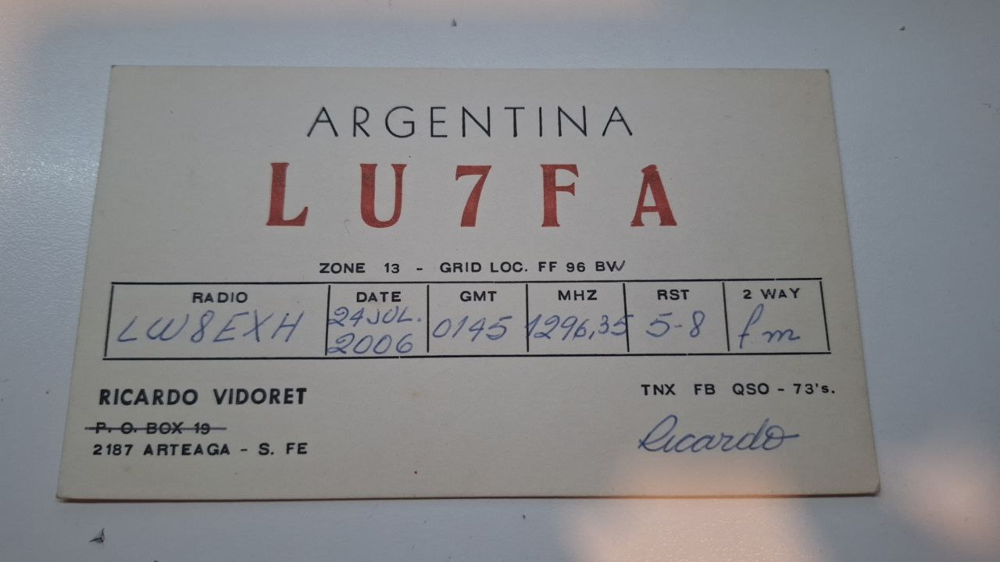 ARGENTINA
LU7FA
ZONE 13 - GRID LOC. FF 96 BW
RADIO DATE GMT MHZ RST 2 WAY
LW8EXH 24 JUL. 2006 0145 1296,35 5-8 fm
RICARDO VIDORET
P. O. BOX 19
2187 ARTEAGA - S. FE
TNX FB QSO - 73's.
Ricardo